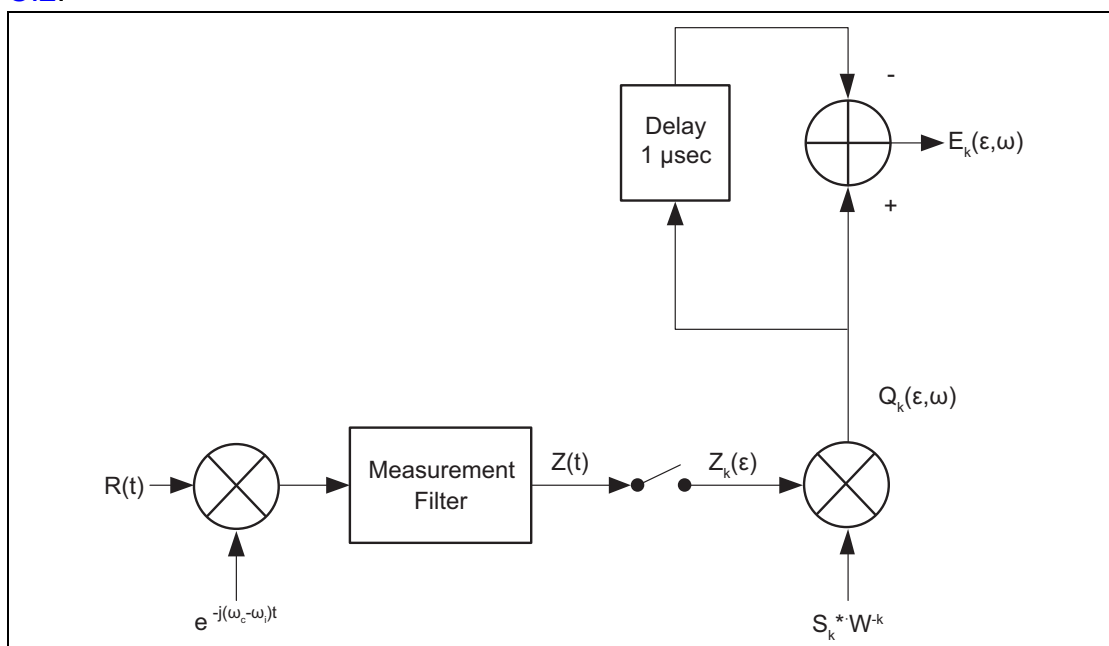 -
Delay
1 µsec
E_k(ε,ω)
+
Q_k(ε,ω)
R(t)
Measurement
Filter
Z(t)
Z_k(ε)
e^-j(ω_c-ω_i)t
S_k*·W^-k